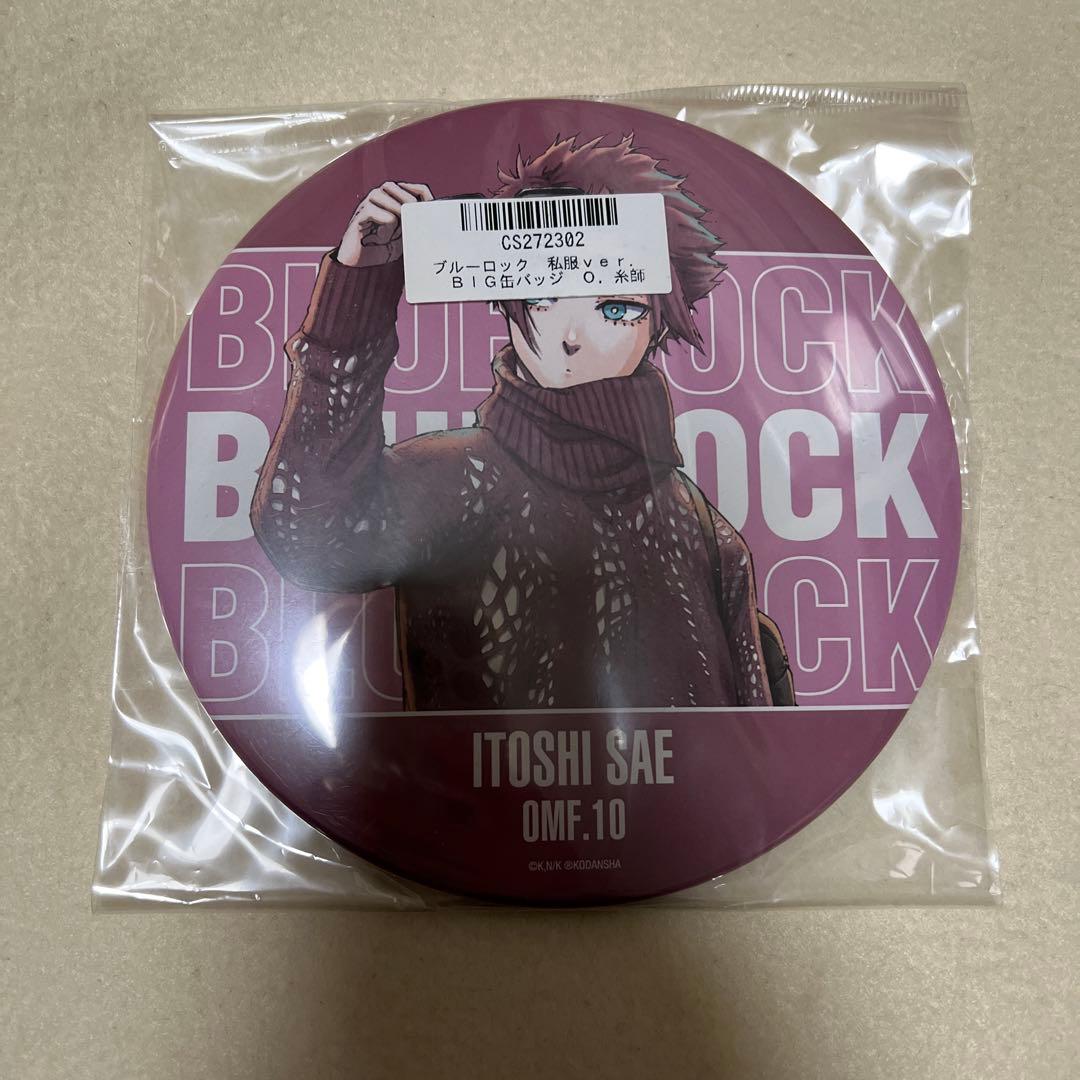 CS272302
ブルーロック 私服ver.
BIG缶バッジ O.糸師
BLUE LOCK
BLUE LOCK
BLUE LOCK
ITOSHI SAE
OMF.10
©K,N/K ®KODANSHA